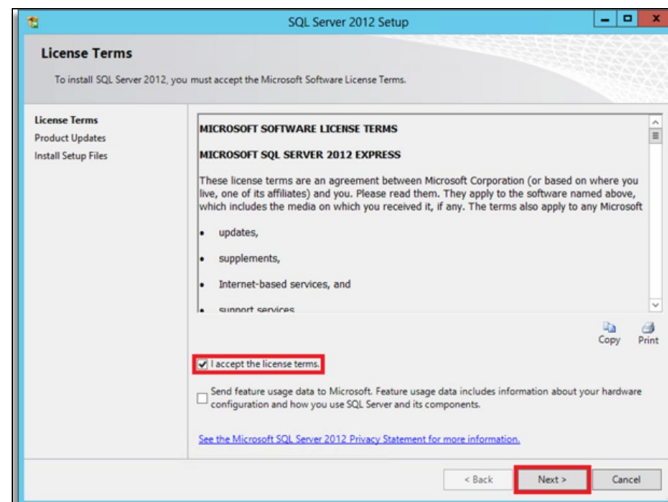 SQL Server 2012 Setup
License Terms
To install SQL Server 2012, you must accept the Microsoft Software License Terms.
License Terms
Product Updates
Install Setup Files
MICROSOFT SOFTWARE LICENSE TERMS
MICROSOFT SQL SERVER 2012 EXPRESS
These license terms are an agreement between Microsoft Corporation (or based on where you
live, one of its affiliates) and you. Please read them. They apply to the software named above,
which includes the media on which you received it, if any. The terms also apply to any Microsoft
• updates,
• supplements,
• Internet-based services, and
• support services
Copy Print
I accept the license terms.
Send feature usage data to Microsoft. Feature usage data includes information about your hardware
configuration and how you use SQL Server and its components.
See the Microsoft SQL Server 2012 Privacy Statement for more information.
< Back Next > Cancel